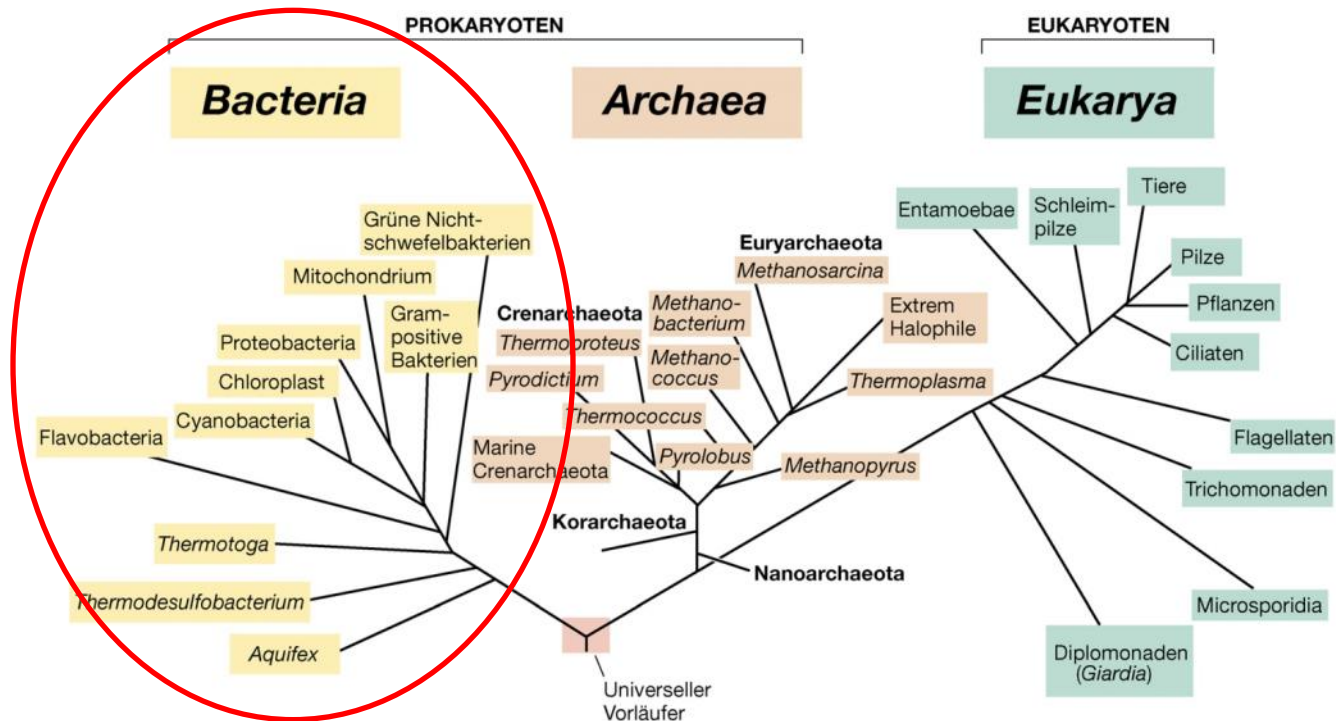 PROKARYOTEN
EUKARYOTEN
Bacteria
Archaea
Eukarya
Grüne Nicht-
schwefelbakterien
Mitochondrium
Gram-
positive
Bakterien
Proteobacteria
Chloroplast
Cyanobacteria
Flavobacteria
Thermotoga
Thermodesulfobacterium
Aquifex
Crenarchaeota
Thermoproteus
Pyrodictium
Thermococcus
Marine
Crenarchaeota
Pyrolobus
Euryarchaeota
Methanosarcina
Methano-
bacterium
Methano-
coccus
Extrem
Halophile
Thermoplasma
Methanopyrus
Korarchaeota
Nanoarchaeota
Universeller
Vorläufer
Entamoebae
Schleim-
pilze
Tiere
Pilze
Pflanzen
Ciliaten
Flagellaten
Trichomonaden
Microsporidia
Diplomonaden
(Giardia)